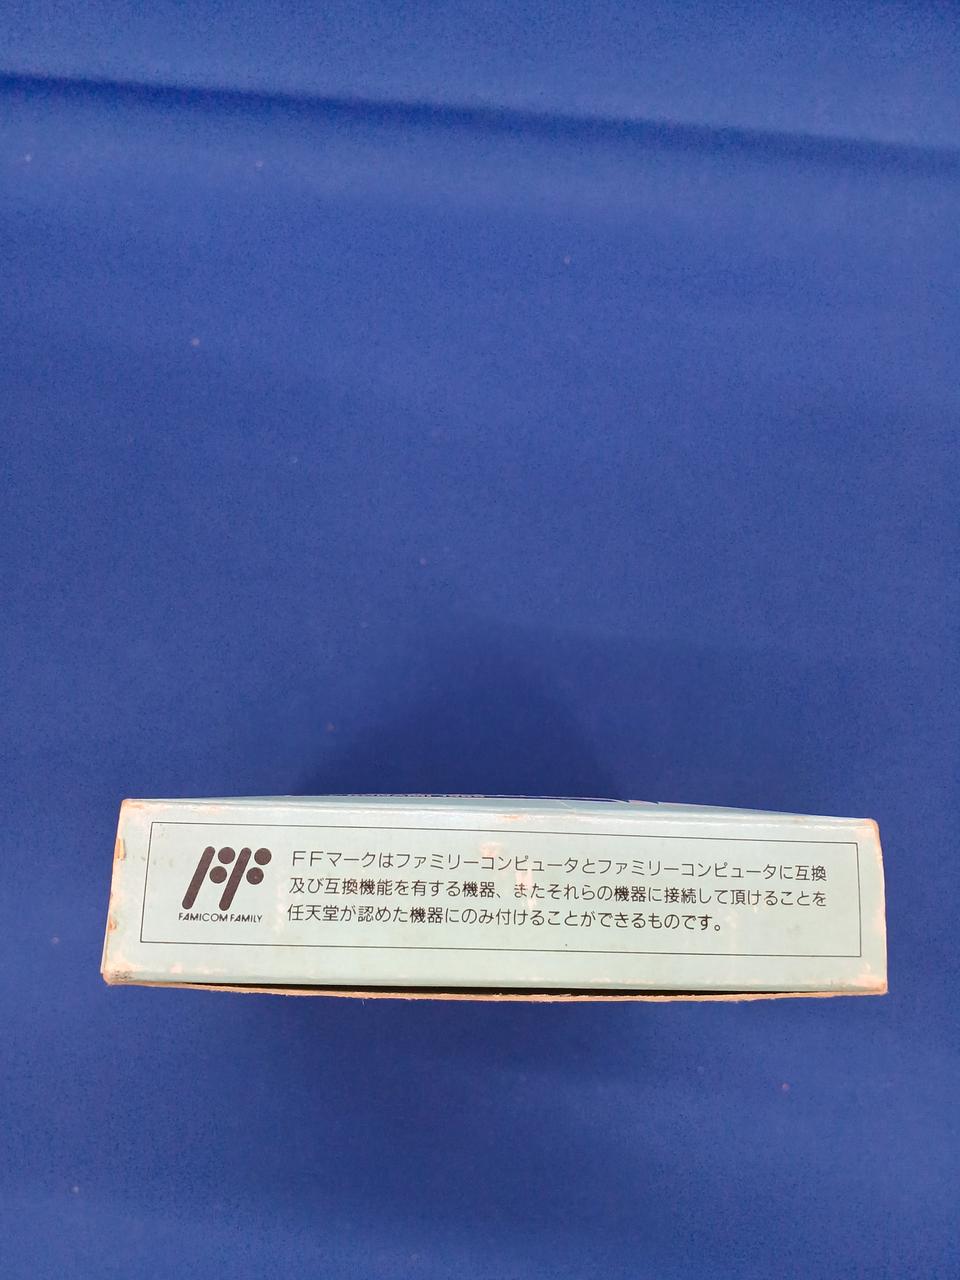 FFマークはファミリーコンピュータとファミリーコンピュータに互換
及び互換機能を有する機器、またそれらの機器に接続して頂けることを
任天堂が認めた機器にのみ付けることができるものです。
FAMICOM FAMILY